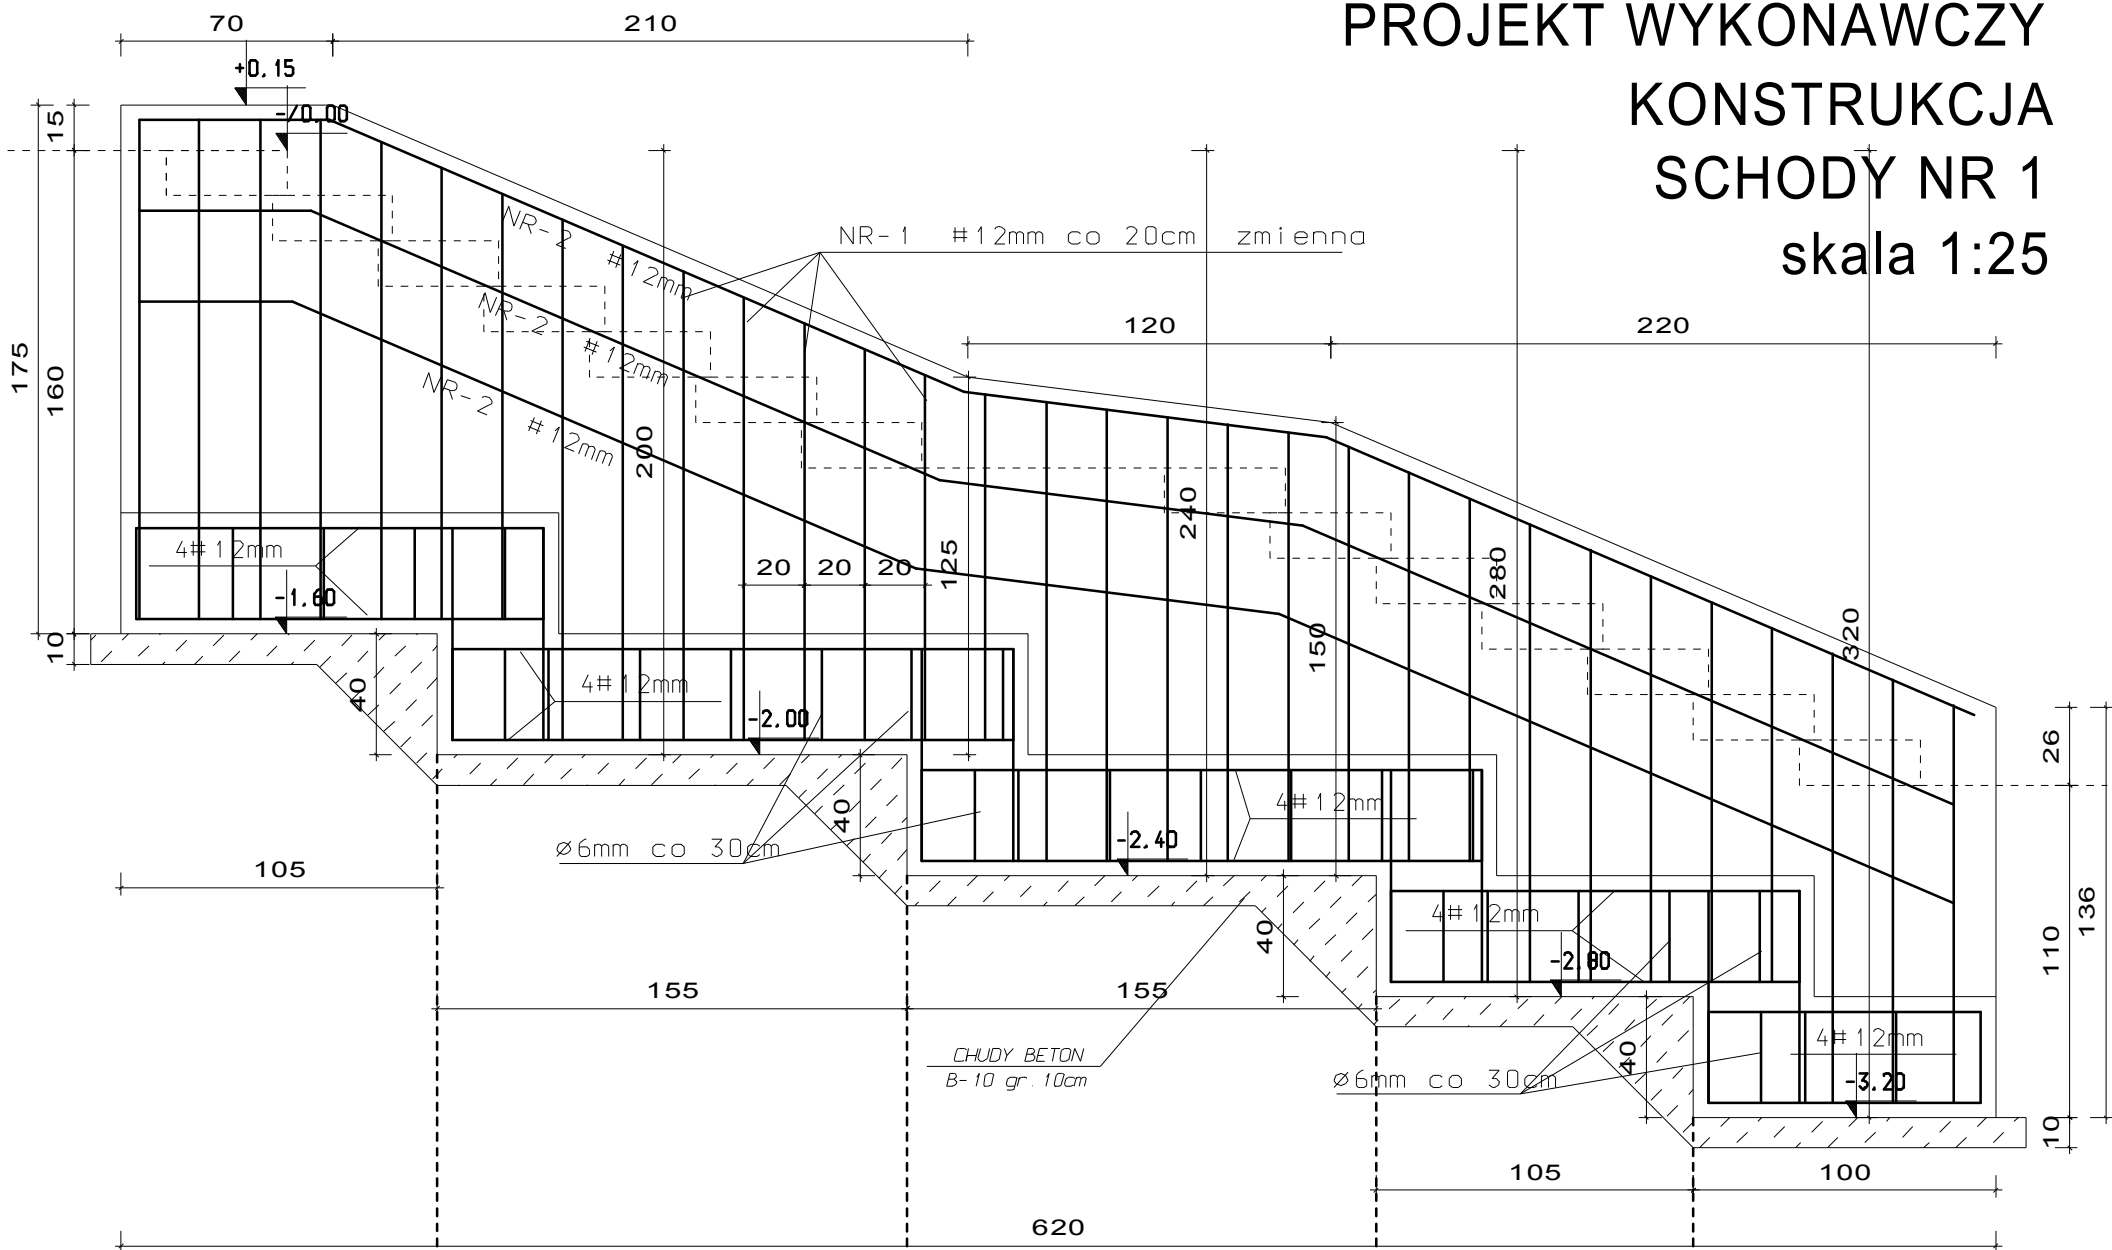 PROJEKT WYKONAWCZY
KONSTRUKCJA
SCHODY NR 1
skala 1:25
70
210
+0.15
-/0.00
15
175
160
10
NR-2 #12mm
NR-2 #12mm
NR-2 #12mm
NR-1 #12mm co 20cm zmienna
120
220
200
240
280
320
125
150
20
20
20
4#12mm
-1.60
40
4#12mm
-2.00
40
4#12mm
-2.40
40
4#12mm
-2.80
40
4#12mm
-3.20
26
110
136
10
ø6mm co 30cm
105
155
155
CHUDY BETON
B-10 gr.10cm
ø6mm co 30cm
105
100
620